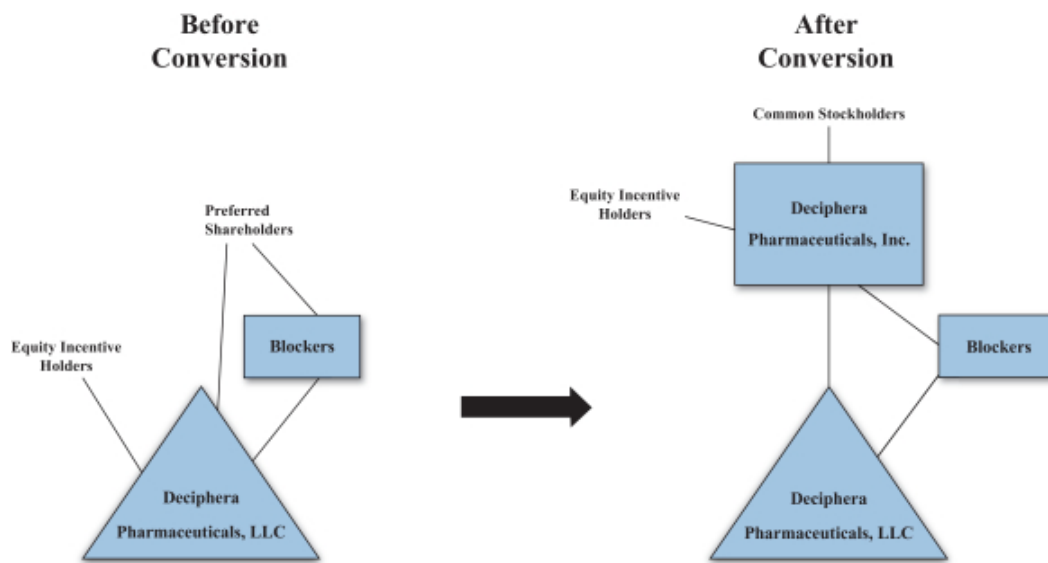 Before
Conversion
Preferred
Shareholders
Equity Incentive
Holders
Blockers
Deciphera
Pharmaceuticals, LLC
After
Conversion
Common Stockholders
Equity Incentive
Holders
Deciphera
Pharmaceuticals, Inc.
Blockers
Deciphera
Pharmaceuticals, LLC